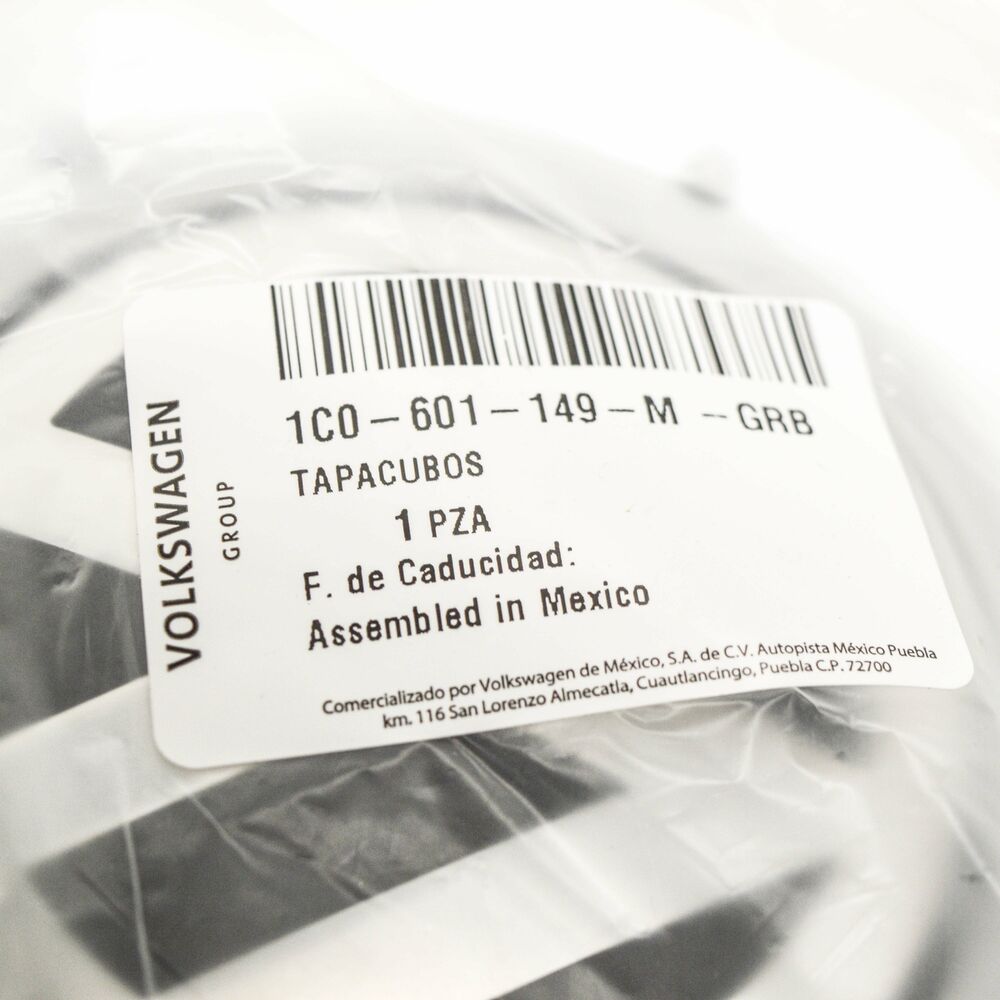 VOLKSWAGEN
GROUP
1C0-601-149-M -GRB
TAPACUBOS
1 PZA
F. de Caducidad:
Assembled in Mexico
Comercializado por Volkswagen de México, S.A. de C.V. Autopista México Puebla
km. 116 San Lorenzo Almecatla, Cuautlancingo, Puebla C.P. 72700